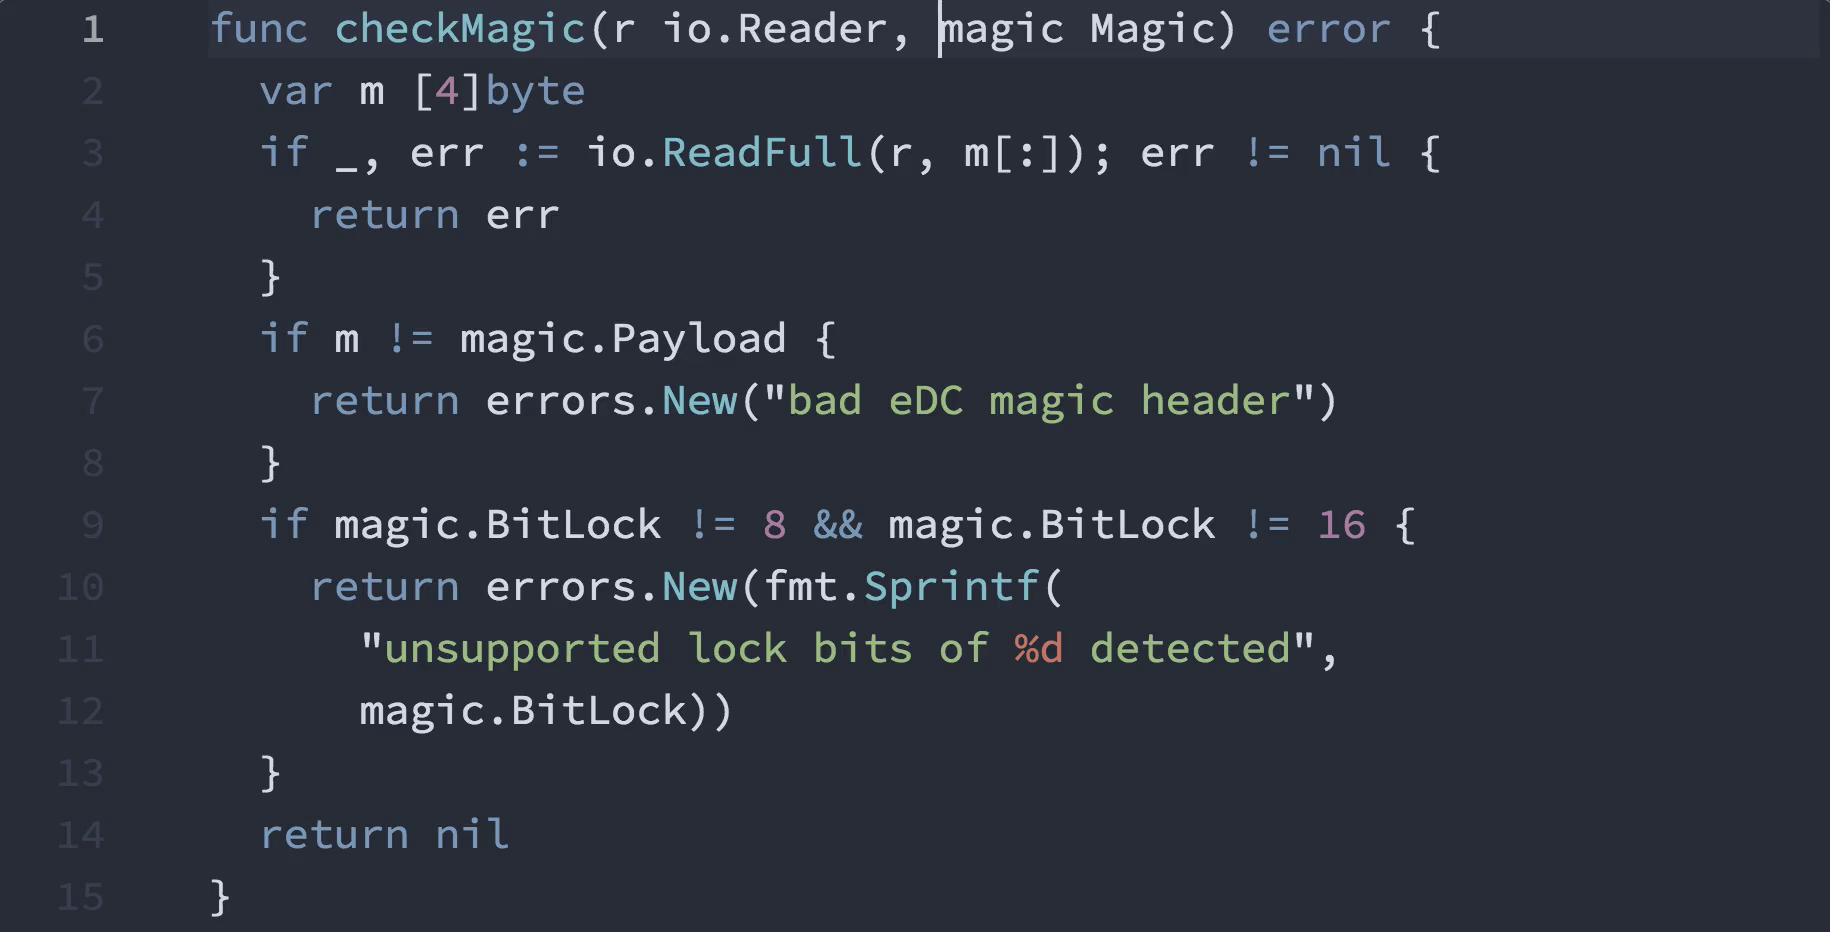 1 func checkMagic(r io.Reader, magic Magic) error {
2 var m [4]byte
3 if _, err := io.ReadFull(r, m[:]); err != nil {
4 return err
5 }
6 if m != magic.Payload {
7 return errors.New("bad eDC magic header")
8 }
9 if magic.BitLock != 8 && magic.BitLock != 16 {
10 return errors.New(fmt.Sprintf(
11 "unsupported lock bits of %d detected",
12 magic.BitLock))
13 }
14 return nil
15 }